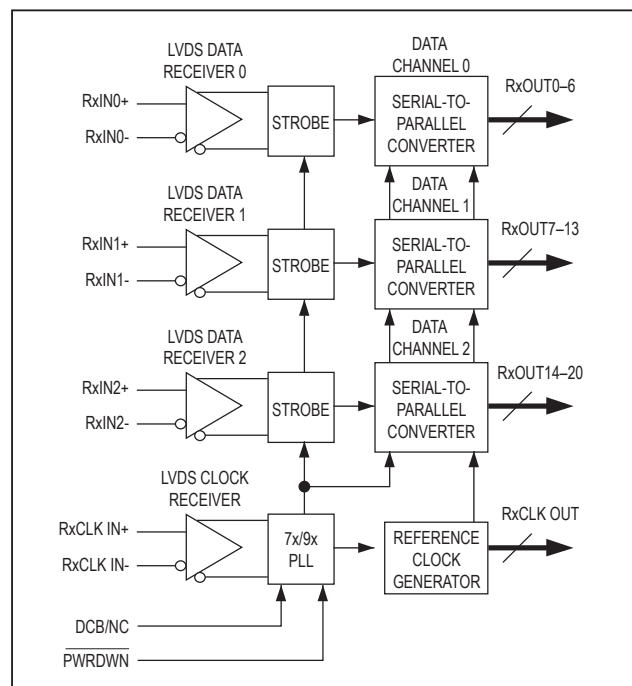 LVDS DATA
RECEIVER 0
RxIN0+
RxIN0-
STROBE
DATA
CHANNEL 0
SERIAL-TO-
PARALLEL
CONVERTER
RxOUT0–6
LVDS DATA
RECEIVER 1
RxIN1+
RxIN1-
STROBE
DATA
CHANNEL 1
SERIAL-TO-
PARALLEL
CONVERTER
RxOUT7–13
LVDS DATA
RECEIVER 2
RxIN2+
RxIN2-
STROBE
DATA
CHANNEL 2
SERIAL-TO-
PARALLEL
CONVERTER
RxOUT14–20
LVDS CLOCK
RECEIVER
RxCLK IN+
RxCLK IN-
7x/9x
PLL
REFERENCE
CLOCK
GENERATOR
RxCLK OUT
DCB/NC
PWRDWN